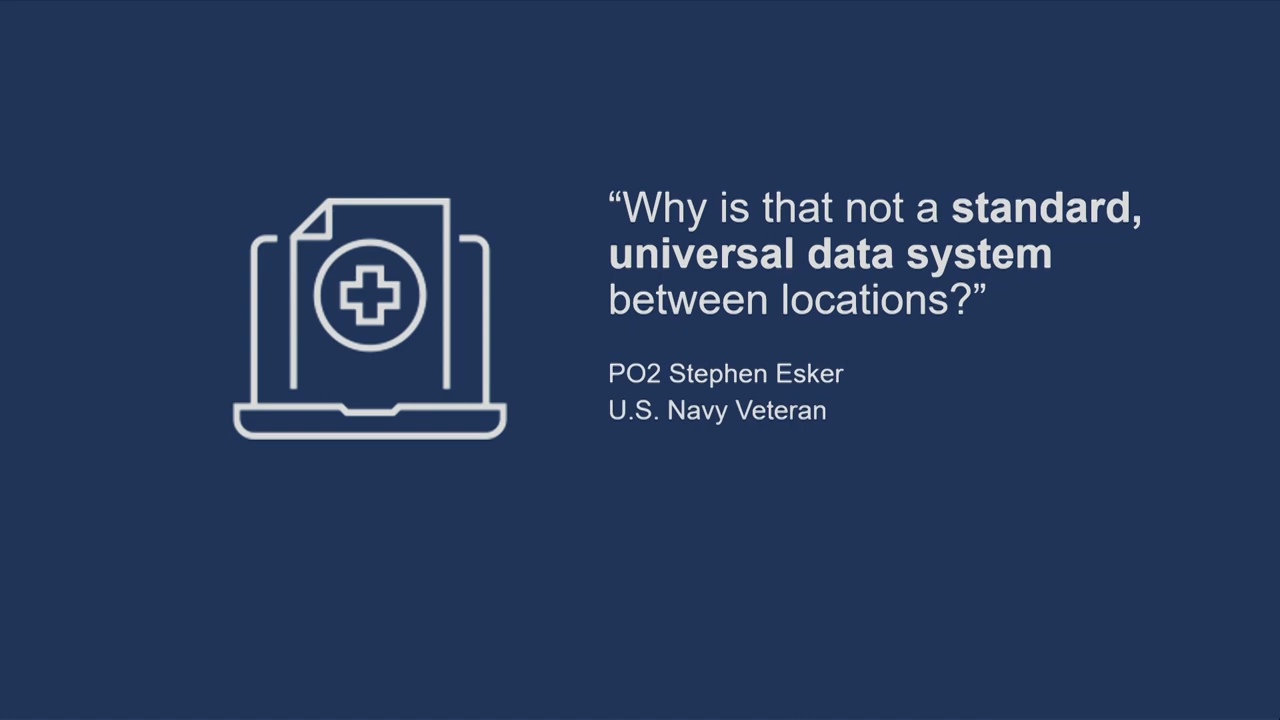 “Why is that not a standard,
universal data system
between locations?”
PO2 Stephen Esker
U.S. Navy Veteran